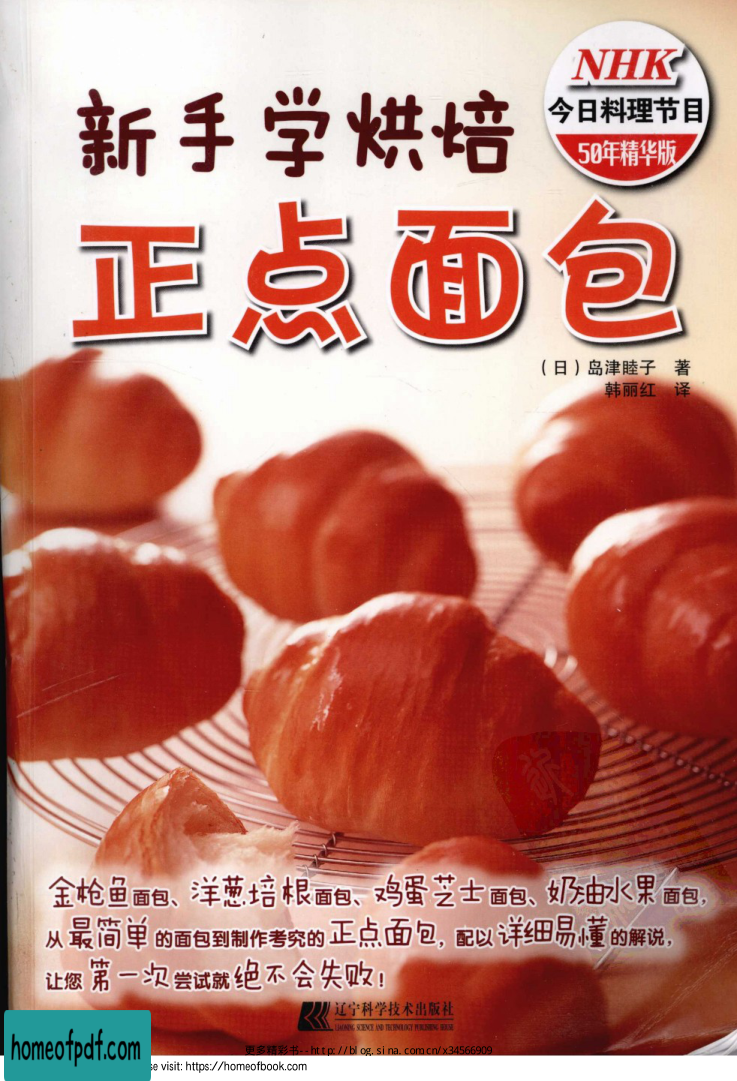 NHK
今日料理节目
50年精华版
新手学烘焙
正点面包
（日）岛津睦子 著
韩丽红 译
金枪鱼面包、洋葱培根面包、鸡蛋芝士面包、奶油水果面包，
从最简单的面包到制作考究的正点面包，配以详细易懂的解说，
让您第一次尝试就绝不会失败！
辽宁科学技术出版社
LIAONING SCIENCE AND TECHNOLOGY PUBLISHING HOUSE
更多精彩书--http://blog.sina.com.cn/x34566909
homeofpdf.com
se visit: https://homeofbook.com